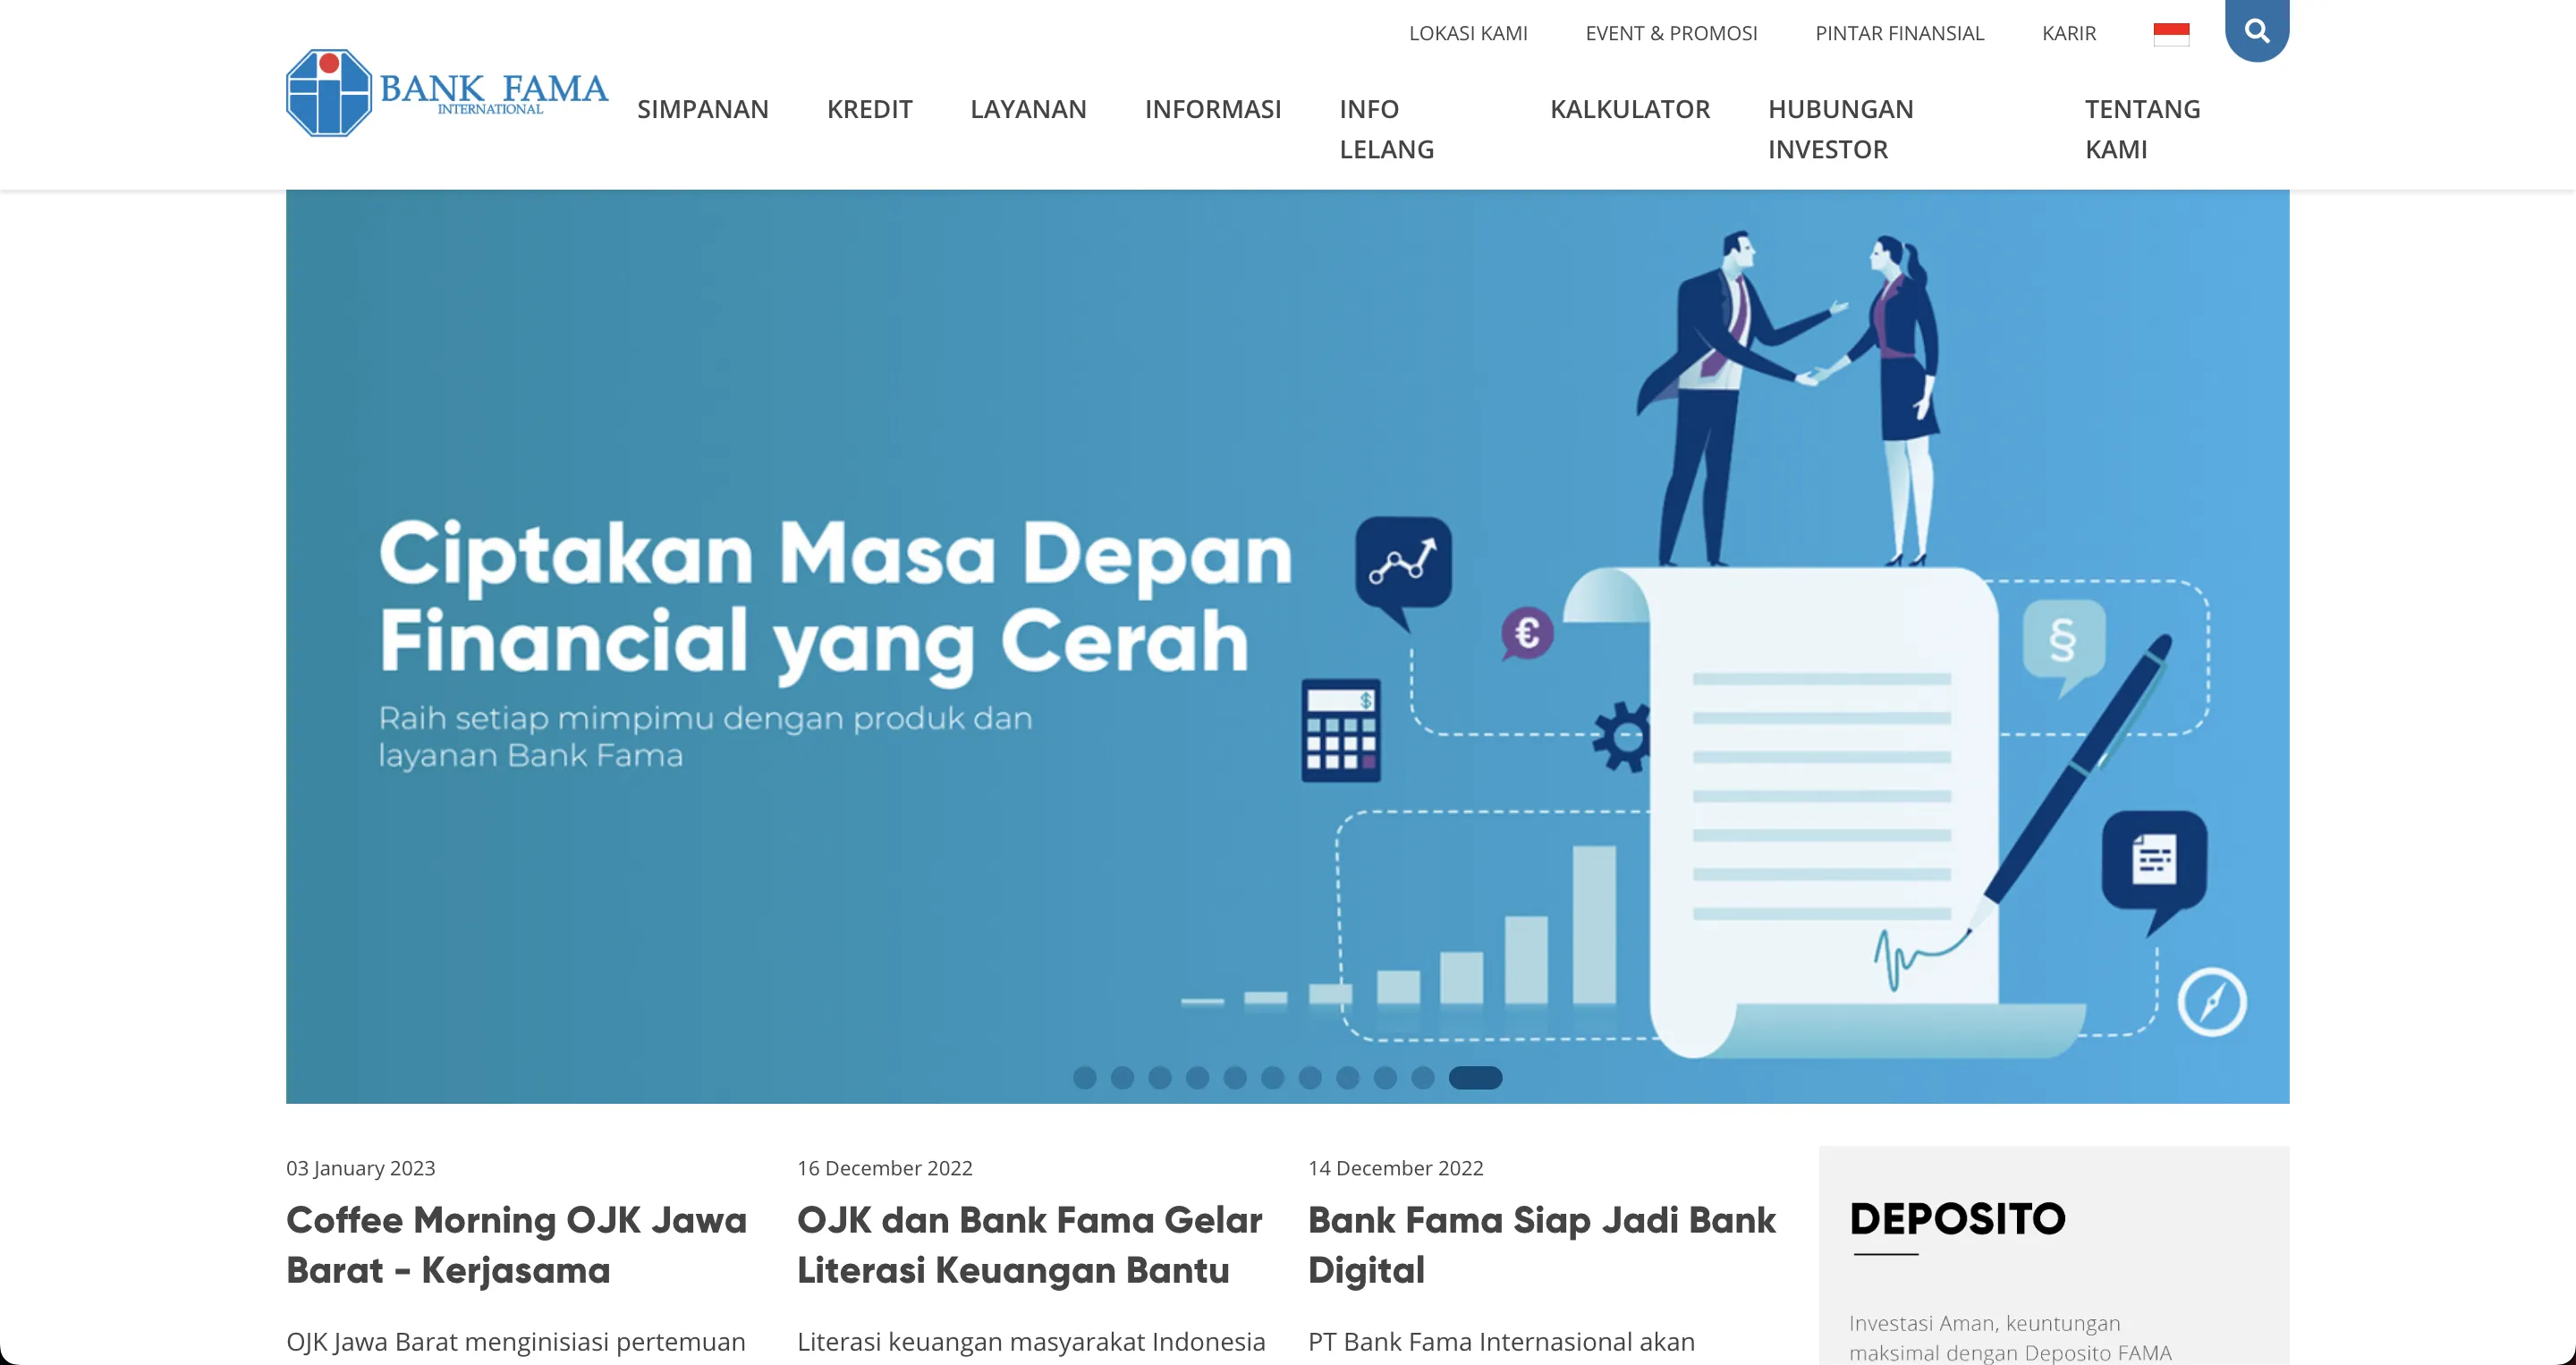 LOKASI KAMI
EVENT & PROMOSI
PINTAR FINANSIAL
KARIR
BANK FAMA
INTERNATIONAL
SIMPANAN
KREDIT
LAYANAN
INFORMASI
INFO
LELANG
KALKULATOR
HUBUNGAN
INVESTOR
TENTANG
KAMI
Ciptakan Masa Depan
Financial yang Cerah
Raih setiap mimpimu dengan produk dan
layanan Bank Fama
€
$
§
03 January 2023
Coffee Morning OJK Jawa
Barat - Kerjasama
OJK Jawa Barat menginisiasi pertemuan
16 December 2022
OJK dan Bank Fama Gelar
Literasi Keuangan Bantu
Literasi keuangan masyarakat Indonesia
14 December 2022
Bank Fama Siap Jadi Bank
Digital
PT Bank Fama Internasional akan
DEPOSITO
Investasi Aman, keuntungan
maksimal dengan Deposito FAMA